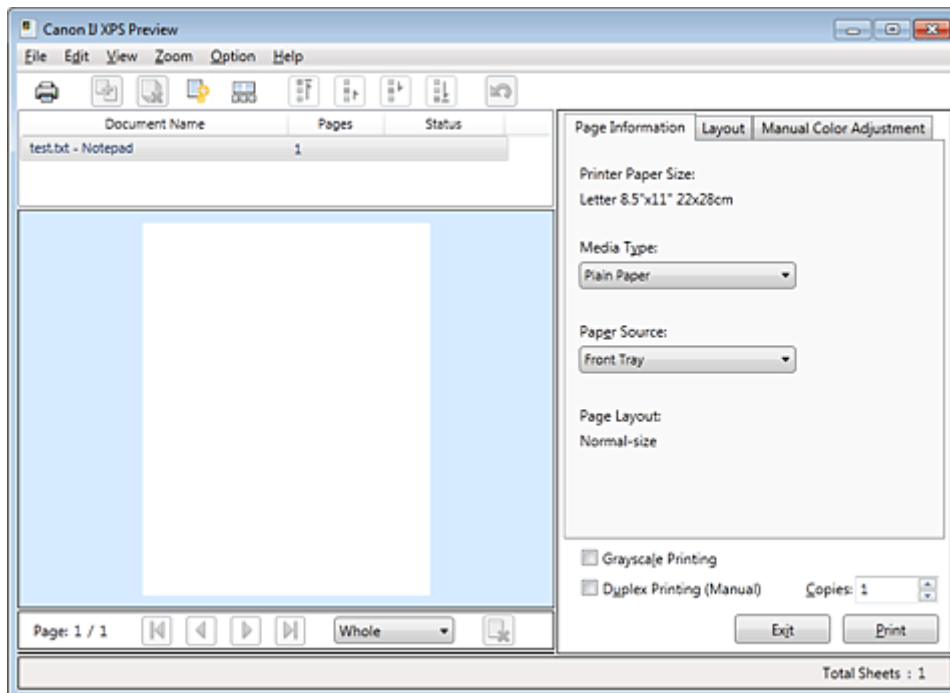 Canon IJ XPS Preview
File Edit View Zoom Option Help
Document Name Pages Status
test.txt - Notepad 1
Page Information Layout Manual Color Adjustment
Printer Paper Size:
Letter 8.5"x11" 22x28cm
Media Type:
Plain Paper
Paper Source:
Front Tray
Page Layout:
Normal-size
Grayscale Printing
Duplex Printing (Manual) Copies: 1
Page: 1 / 1 Whole Exit Print
Total Sheets : 1